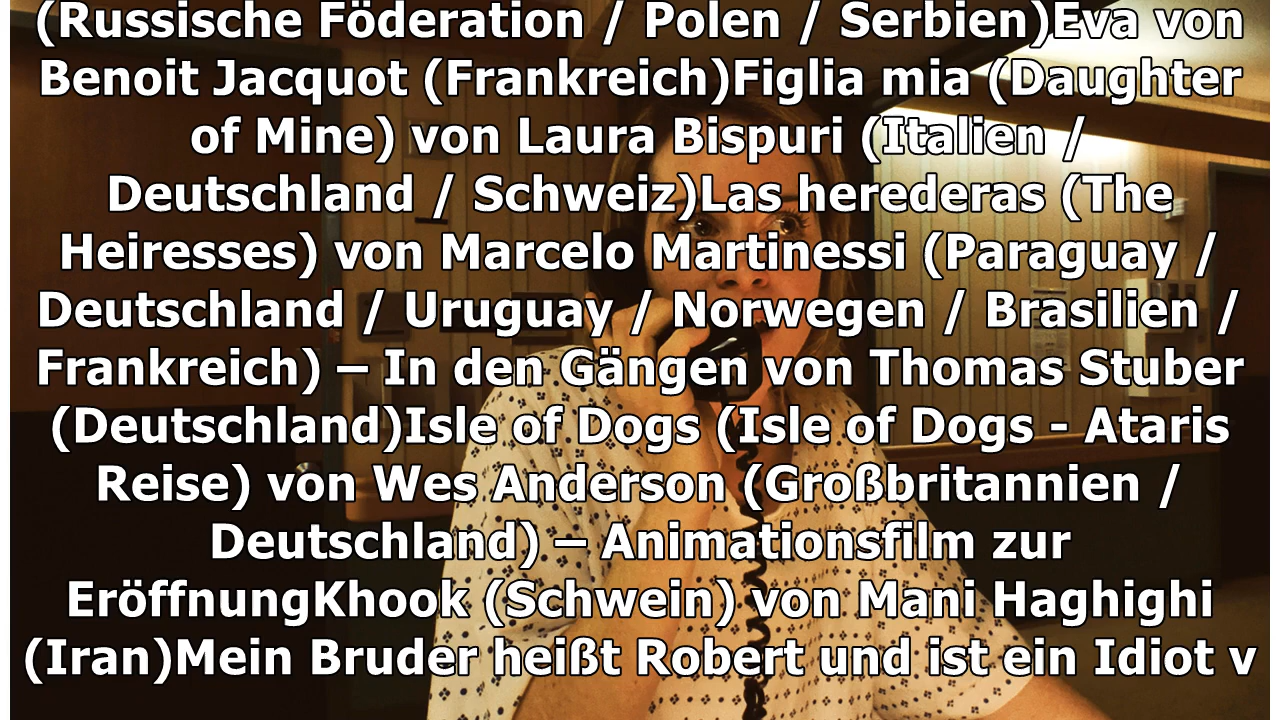 (Russische Föderation / Polen / Serbien)Eva von
Benoit Jacquot (Frankreich)Figlia mia (Daughter
of Mine) von Laura Bispuri (Italien /
Deutschland / Schweiz)Las herederas (The
Heiresses) von Marcelo Martinessi (Paraguay /
Deutschland / Uruguay / Norwegen / Brasilien /
Frankreich) – In den Gängen von Thomas Stuber
(Deutschland)Isle of Dogs (Isle of Dogs - Ataris
Reise) von Wes Anderson (Großbritannien /
Deutschland) – Animationsfilm zur
EröffnungKhook (Schwein) von Mani Haghighi
(Iran)Mein Bruder heißt Robert und ist ein Idiot v